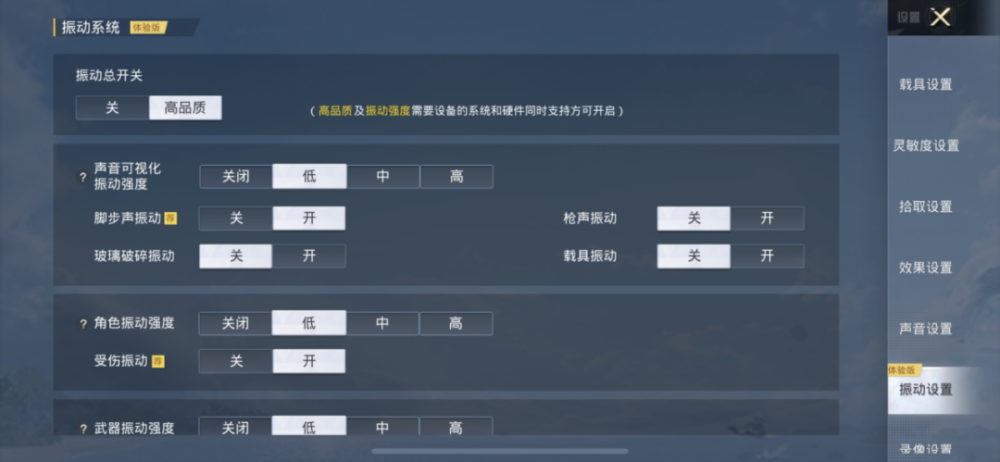 振动系统 体验版
设置
振动总开关
关 高品质 (高品质及振动强度需要设备的系统和硬件同时支持方可开启)
载具设置
灵敏度设置
? 声音可视化
振动强度
关闭 低 中 高
拾取设置
脚步声振动 荐 关 开 枪声振动 关 开
玻璃破碎振动 关 开 载具振动 关 开
效果设置
? 角色振动强度 关闭 低 中 高
声音设置
受伤振动 荐 关 开
体验版
振动设置
? 武器振动强度 关闭 低 中 高
录像设置